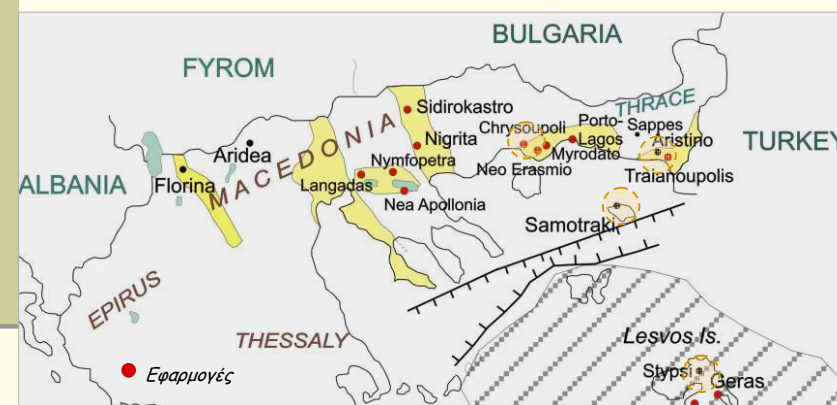 BULGARIA
FYROM
THRACE
Sidirokastro
Chrysoupoli
Porto-
Lagos
Sappes
Aristino
TURKEY
Nigrita
Aridea
MACEDONIA
Nymfopetra
Myrodato
Neo Erasmio
Traianoupolis
ALBANIA
Florina
Langadas
Nea Apollonia
Samotraki
EPIRUS
THESSALY
Lesvos Is.
Stypsi
Geras
Εφαρμογές